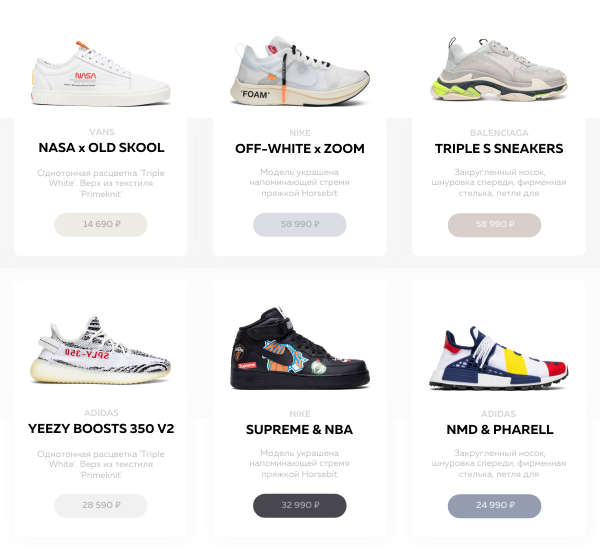 NASA
"FOAM"
VANS
NASA x OLD SKOOL
Однотонная расцветка 'Triple
White'. Верх из текстиля
'Primeknit'
14 690 ₽
NIKE
OFF-WHITE x ZOOM
Модель украшена
напоминающей стремя
пряжкой Horsebit
58 990 ₽
BALENCIAGA
TRIPLE S SNEAKERS
Закругленный носок,
шнуровка спереди, фирменная
стелька, петля для
58 990 ₽
SPLY-350
ADIDAS
YEEZY BOOSTS 350 V2
Однотонная расцветка 'Triple
White'. Верх из текстиля
'Primeknit'
28 590 ₽
Supreme
NIKE
SUPREME & NBA
Модель украшена
напоминающей стремя
пряжкой Horsebit
32 990 ₽
ADIDAS
NMD & PHARELL
Закругленный носок,
шнуровка спереди, фирменная
стелька, петля для
24 990 ₽